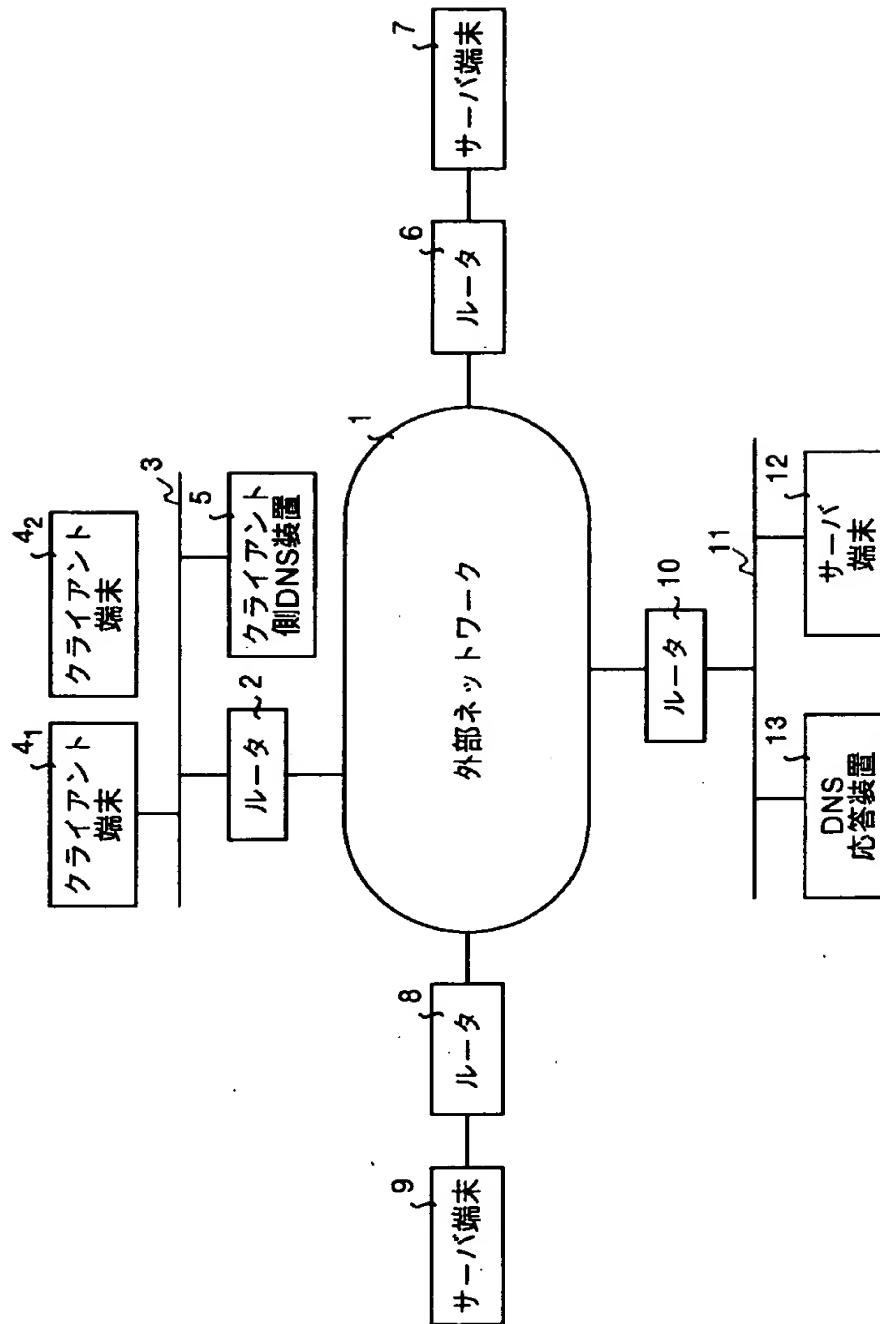 4₁
クライアント
端末
4₂
クライアント
端末
3
ルータ
2
5
クライアント
側DNS装置
1
外部ネットワーク
9
サーバ端末
8
ルータ
6
ルータ
7
サーバ端末
ルータ
10
11
13
DNS
応答装置
12
サーバ
端末